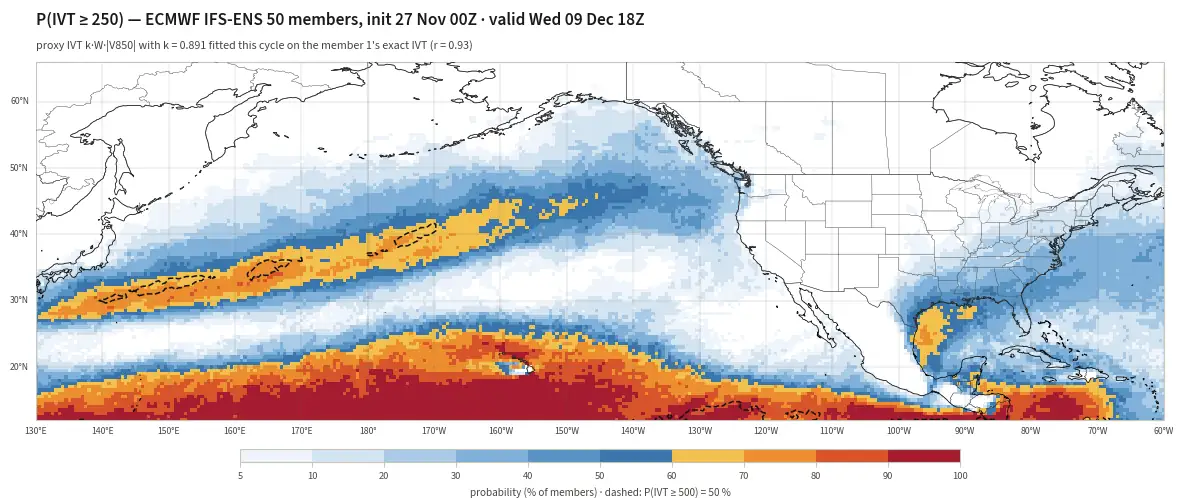 P(IVT ≥ 250) — ECMWF IFS-ENS 50 members, init 27 Nov 00Z · valid Wed 09 Dec 18Z
proxy IVT k·W·|V850| with k = 0.891 fitted this cycle on the member 1's exact IVT (r = 0.93)
60°N
50°N
40°N
30°N
20°N
130°E 140°E 150°E 160°E 170°E 180° 170°W 160°W 150°W 140°W 130°W 120°W 110°W 100°W 90°W 80°W 70°W 60°W
5 10 20 30 40 50 60 70 80 90 100
probability (% of members) · dashed: P(IVT ≥ 500) = 50 %